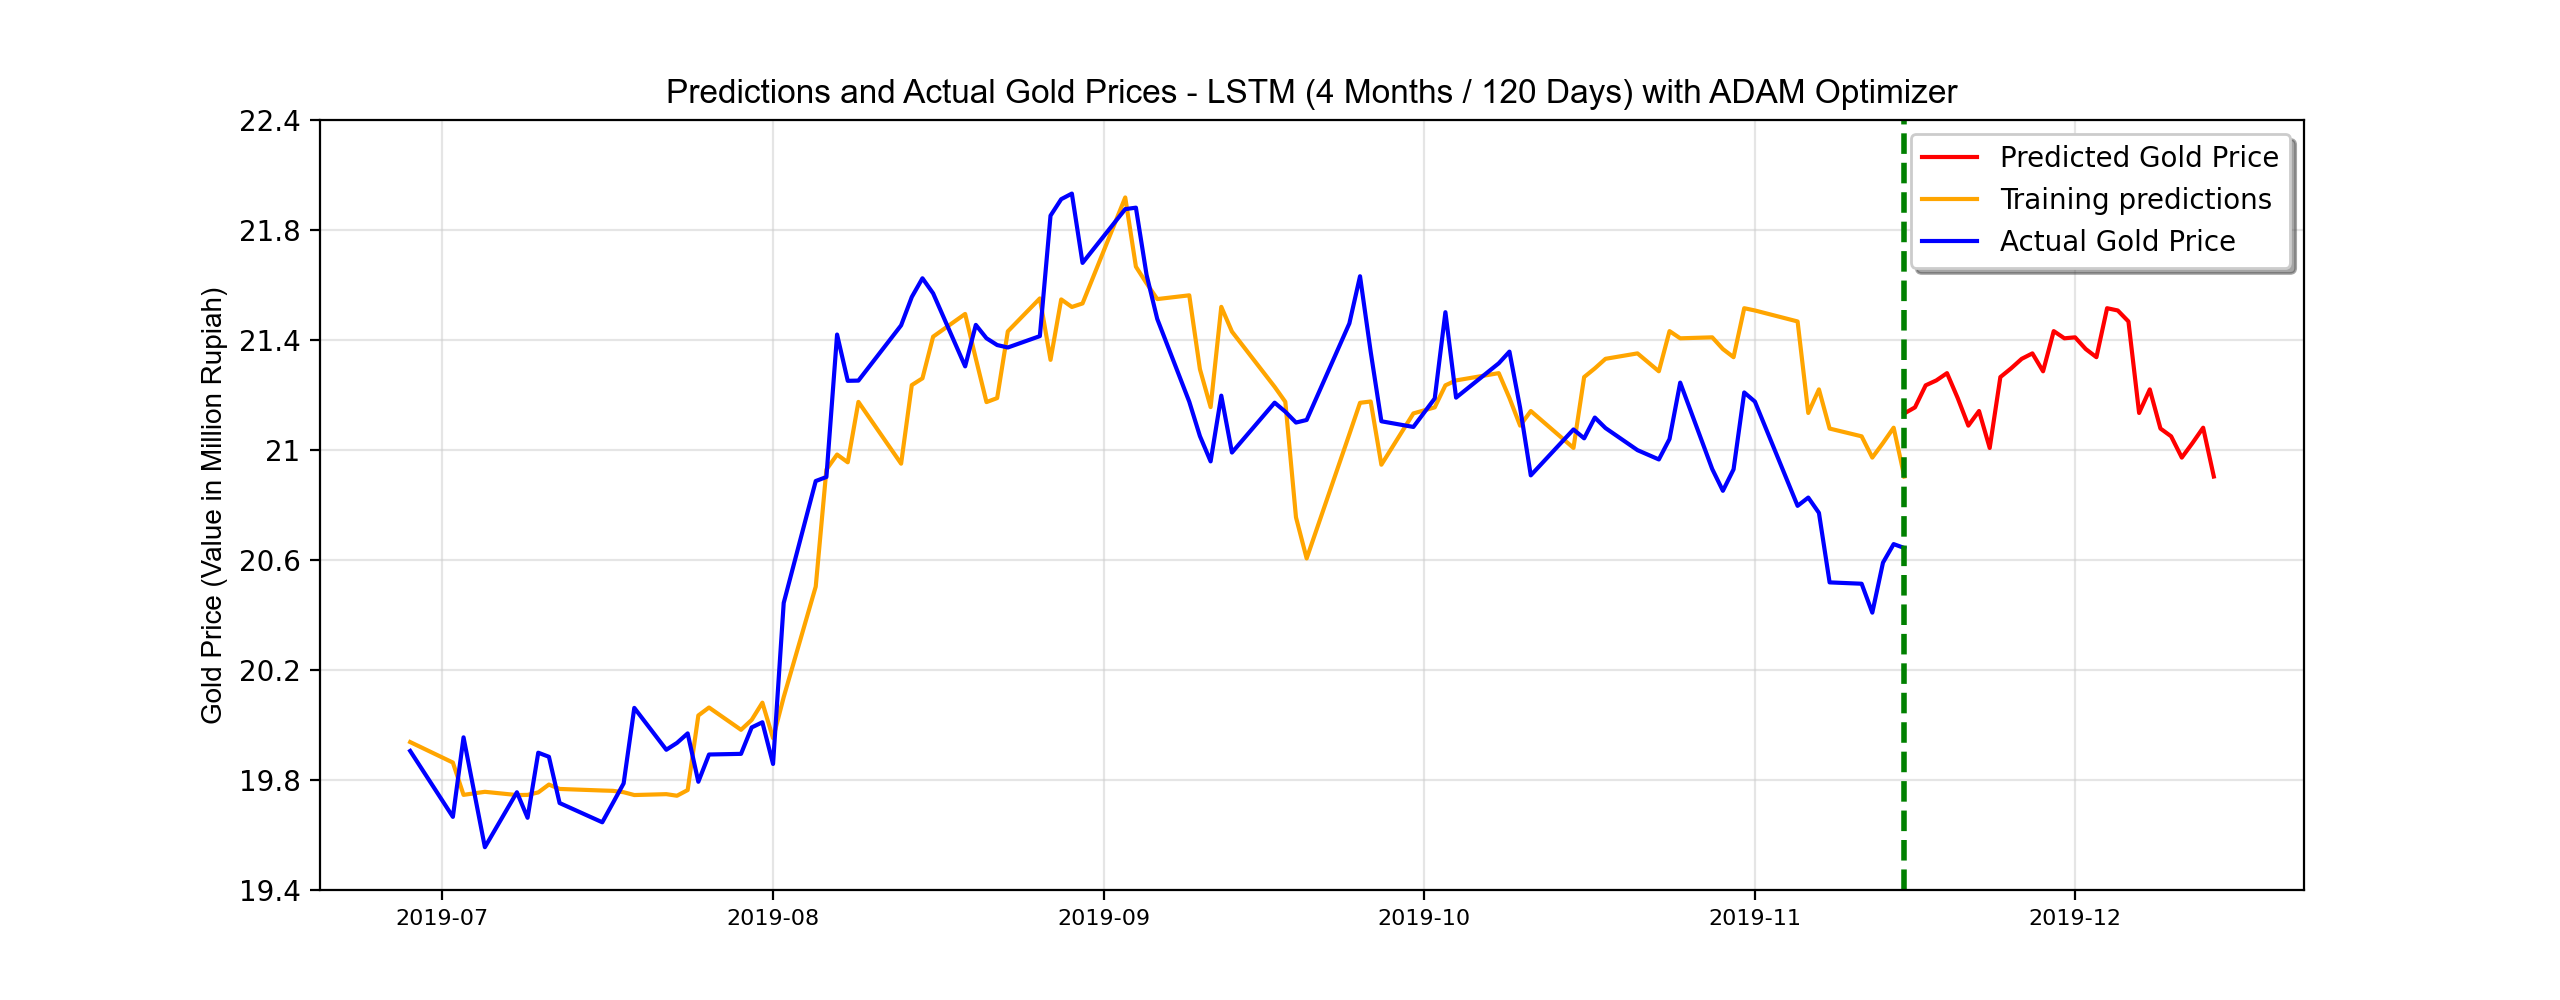 Predictions and Actual Gold Prices - LSTM (4 Months / 120 Days) with ADAM Optimizer
Gold Price (Value in Million Rupiah)
22.4
21.8
21.4
21
20.6
20.2
19.8
19.4
2019-07
2019-08
2019-09
2019-10
2019-11
2019-12
Predicted Gold Price
Training predictions
Actual Gold Price